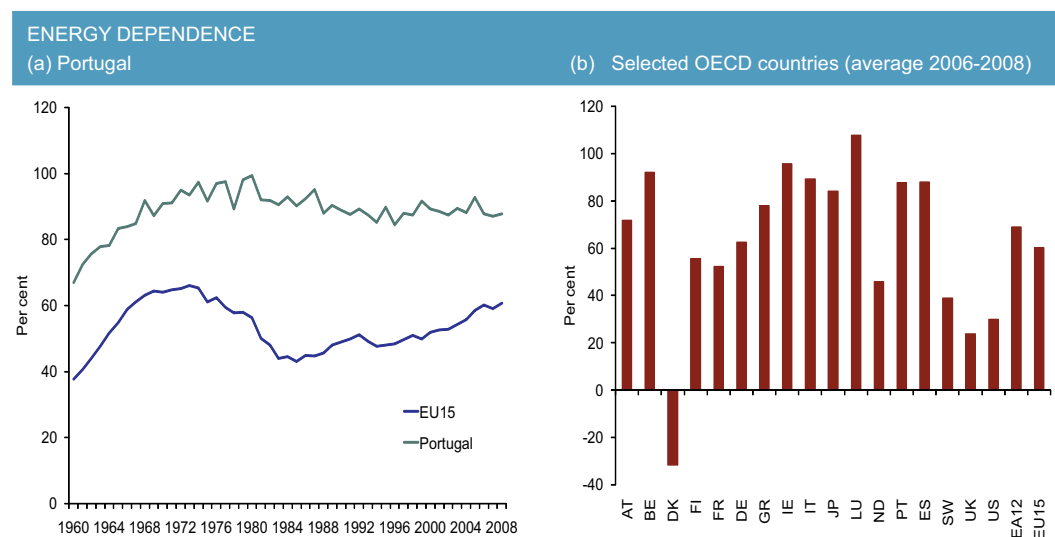 ENERGY DEPENDENCE
(a) Portugal
(b) Selected OECD countries (average 2006-2008)
120
100
80
60
40
20
0
Per cent
EU15
Portugal
1960 1964 1968 1972 1976 1980 1984 1988 1992 1996 2000 2004 2008
120
100
80
60
40
20
0
-20
-40
Per cent
AT BE DK FI FR DE GR IE IT JP LU ND PT ES SW UK US EA12 EU15